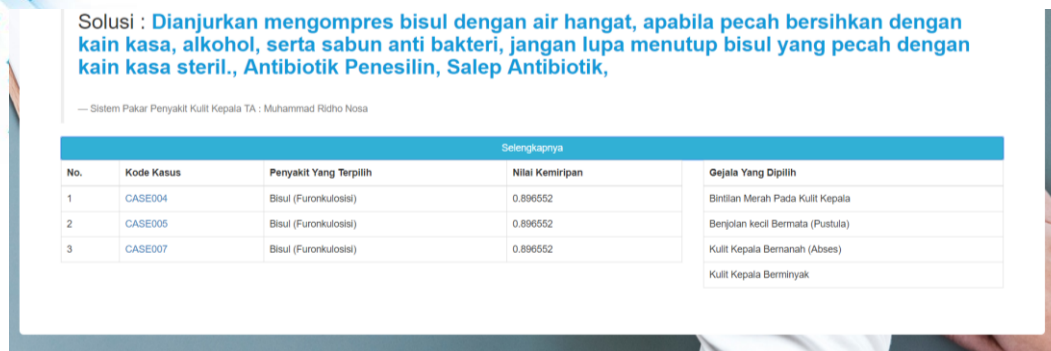 Solusi : Dianjurkan mengompres bisul dengan air hangat, apabila pecah bersihkan dengan
kain kasa, alkohol, serta sabun anti bakteri, jangan lupa menutup bisul yang pecah dengan
kain kasa steril., Antibiotik Penesilin, Salep Antibiotik,
— Sistem Pakar Penyakit Kulit Kepala TA : Muhammad Ridho Nosa
Selengkapnya
No. Kode Kasus Penyakit Yang Terpilih Nilai Kemiripan Gejala Yang Dipilih
1 CASE004 Bisul (Furonkulosisi) 0.896552 Bintilan Merah Pada Kulit Kepala
2 CASE005 Bisul (Furonkulosisi) 0.896552 Benjolan kecil Bermata (Pustula)
3 CASE007 Bisul (Furonkulosisi) 0.896552 Kulit Kepala Bernanah (Abses)
Kulit Kepala Berminyak